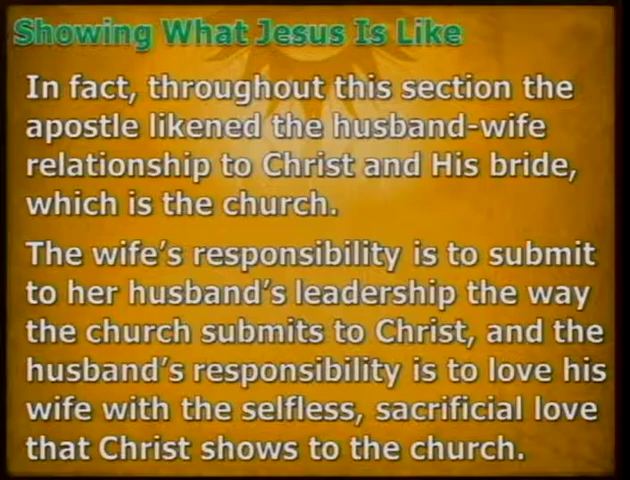 Showing What Jesus Is Like
In fact, throughout this section the
apostle likened the husband-wife
relationship to Christ and His bride,
which is the church.
The wife's responsibility is to submit
to her husband's leadership the way
the church submits to Christ, and the
husband's responsibility is to love his
wife with the selfless, sacrificial love
that Christ shows to the church.